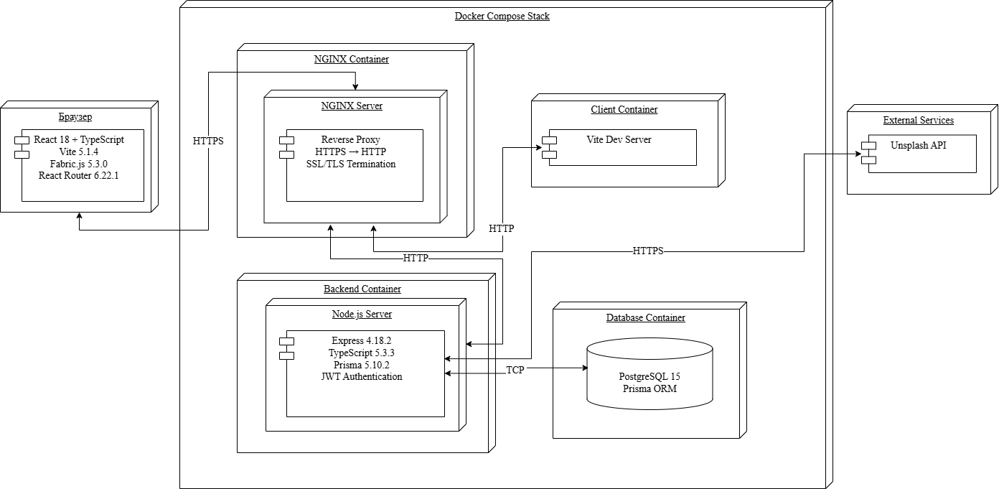 Docker Compose Stack
NGINX Container
NGINX Server
Reverse Proxy
HTTPS → HTTP
SSL/TLS Termination
Браузер
React 18 + TypeScript
Vite 5.1.4
Fabric.js 5.3.0
React Router 6.22.1
HTTPS
Client Container
Vite Dev Server
External Services
Unsplash API
HTTP
HTTP
HTTPS
Backend Container
Node.js Server
Express 4.18.2
TypeScript 5.3.3
Prisma 5.10.2
JWT Authentication
TCP
Database Container
PostgreSQL 15
Prisma ORM